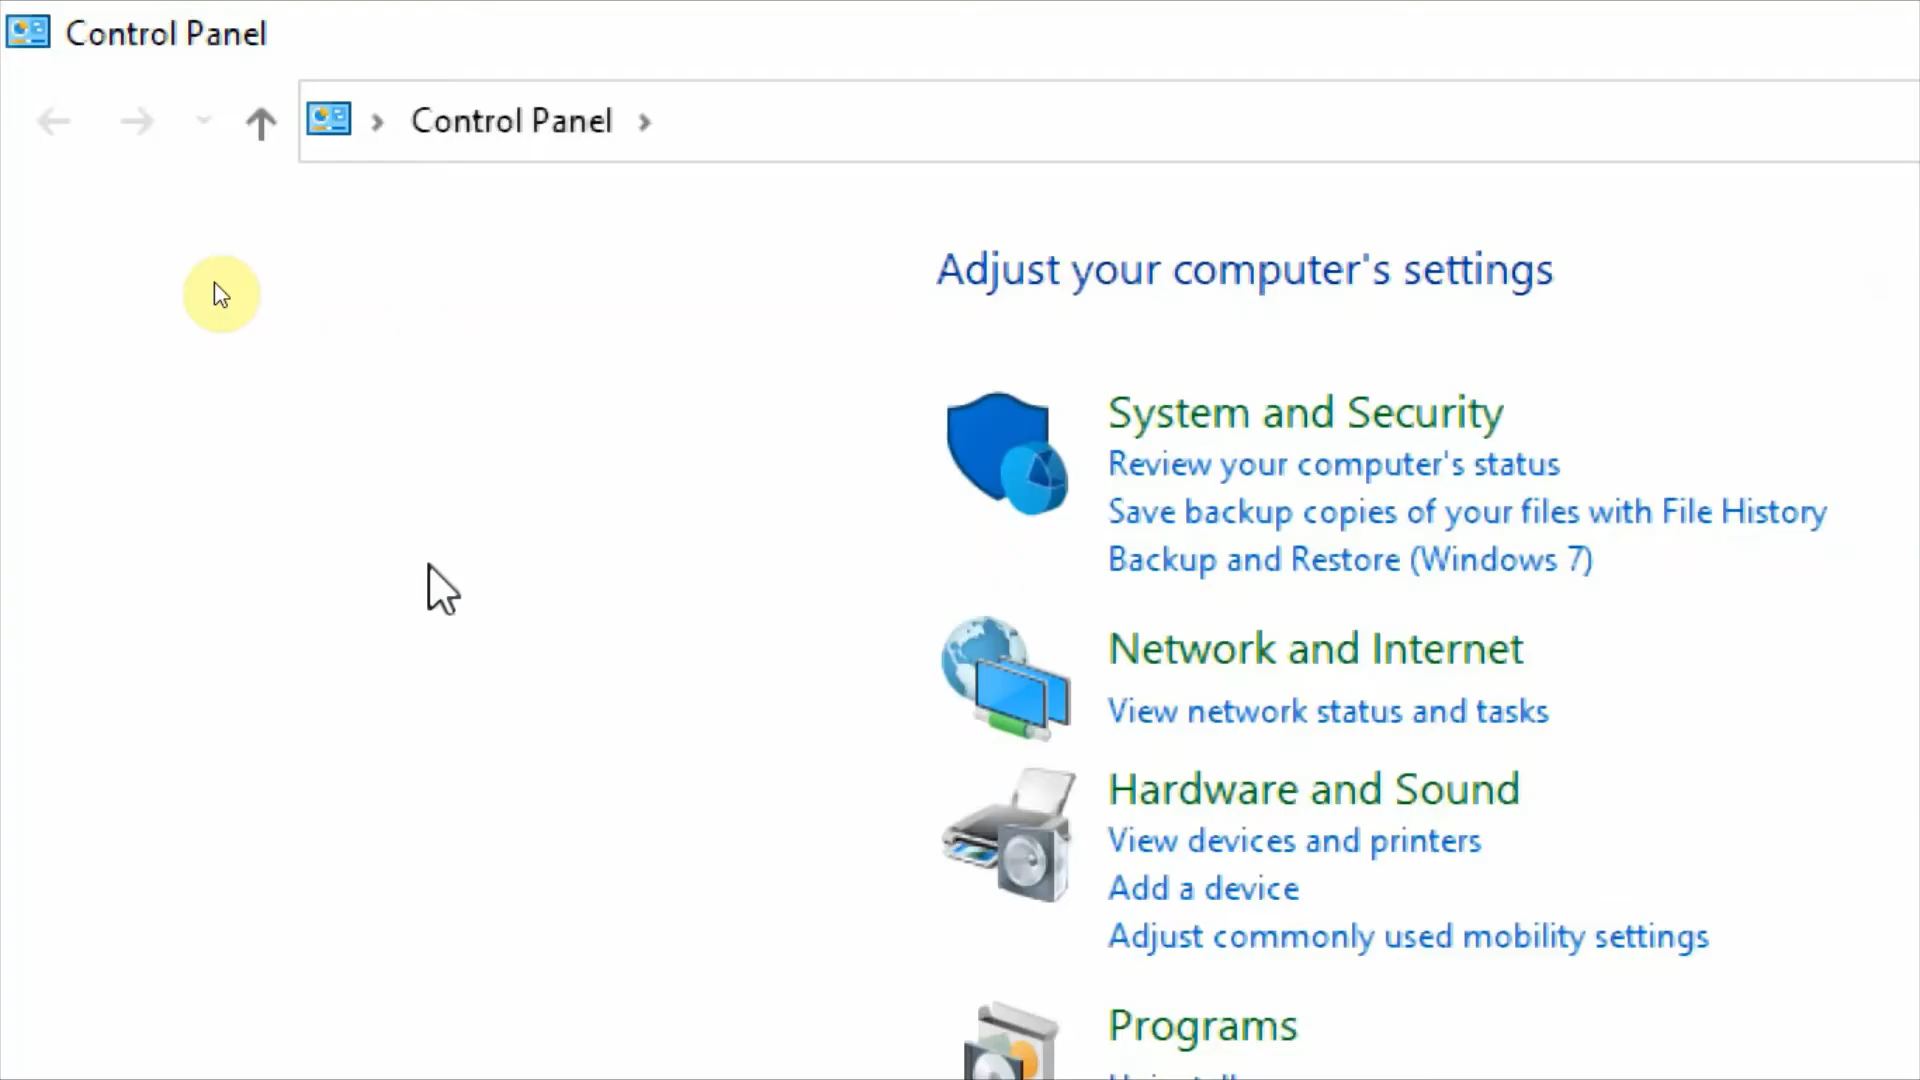 Control Panel
Control Panel
Adjust your computer's settings
System and Security
Review your computer's status
Save backup copies of your files with File History
Backup and Restore (Windows 7)
Network and Internet
View network status and tasks
Hardware and Sound
View devices and printers
Add a device
Adjust commonly used mobility settings
Programs